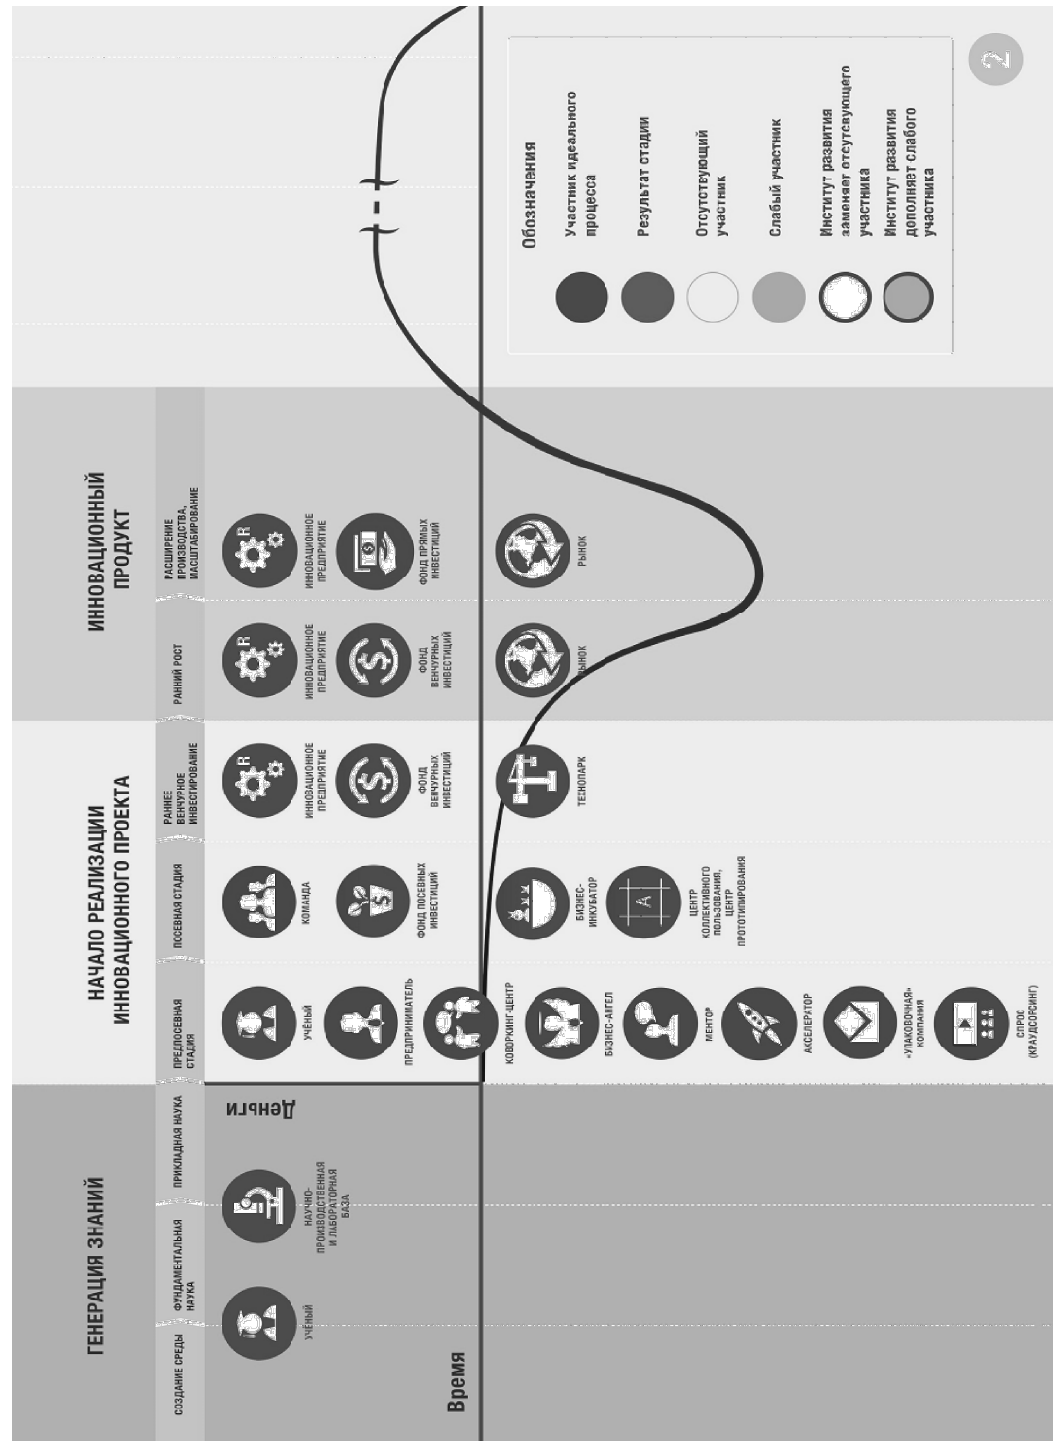 ГЕНЕРАЦИЯ ЗНАНИЙ
НАЧАЛО РЕАЛИЗАЦИИ
ИННОВАЦИОННОГО ПРОЕКТА
ИННОВАЦИОННЫЙ
ПРОДУКТ
СОЗДАНИЕ СРЕДЫ
ФУНДАМЕНТАЛЬНАЯ
НАУКА
ПРИКЛАДНАЯ НАУКА
ПРЕДПОСЕВНАЯ
СТАДИЯ
ПОСЕВНАЯ СТАДИЯ
РАННЕЕ
ВЕНЧУРНОЕ
ИНВЕСТИРОВАНИЕ
РАННИЙ РОСТ
РАСШИРЕНИЕ
ПРОИЗВОДСТВА,
МАСШТАБИРОВАНИЕ
УЧЁНЫЙ
НАУЧНО-
ПРОИЗВОДСТВЕННАЯ
И ЛАБОРАТОРНАЯ
БАЗА
Деньги
Время
УЧЁНЫЙ
ПРЕДПРИНИМАТЕЛЬ
КОВОРКИНГ-ЦЕНТР
БИЗНЕС-АНГЕЛ
МЕНТОР
АКСЕЛЕРАТОР
«УПАКОВОЧНАЯ»
КОМПАНИЯ
СПРОС
(КРАУДСОРСИНГ)
КОМАНДА
$
ФОНД ПОСЕВНЫХ
ИНВЕСТИЦИЙ
БИЗНЕС-
ИНКУБАТОР
A
ЦЕНТР
КОЛЛЕКТИВНОГО
ПОЛЬЗОВАНИЯ,
ЦЕНТР
ПРОТОТИПИРОВАНИЯ
R
ИННОВАЦИОННОЕ
ПРЕДПРИЯТИЕ
$
ФОНД
ВЕНЧУРНЫХ
ИНВЕСТИЦИЙ
ТЕХНОПАРК
R
ИННОВАЦИОННОЕ
ПРЕДПРИЯТИЕ
$
ФОНД
ВЕНЧУРНЫХ
ИНВЕСТИЦИЙ
РЫНОК
R
ИННОВАЦИОННОЕ
ПРЕДПРИЯТИЕ
$
ФОНД ПРЯМЫХ
ИНВЕСТИЦИЙ
РЫНОК
Обозначения
Участник идеального
процесса
Результат стадии
Отсутствующий
участник
Слабый участник
Институт развития
заменяет отсутсвующего
участника
Институт развития
дополняет слабого
участника
2